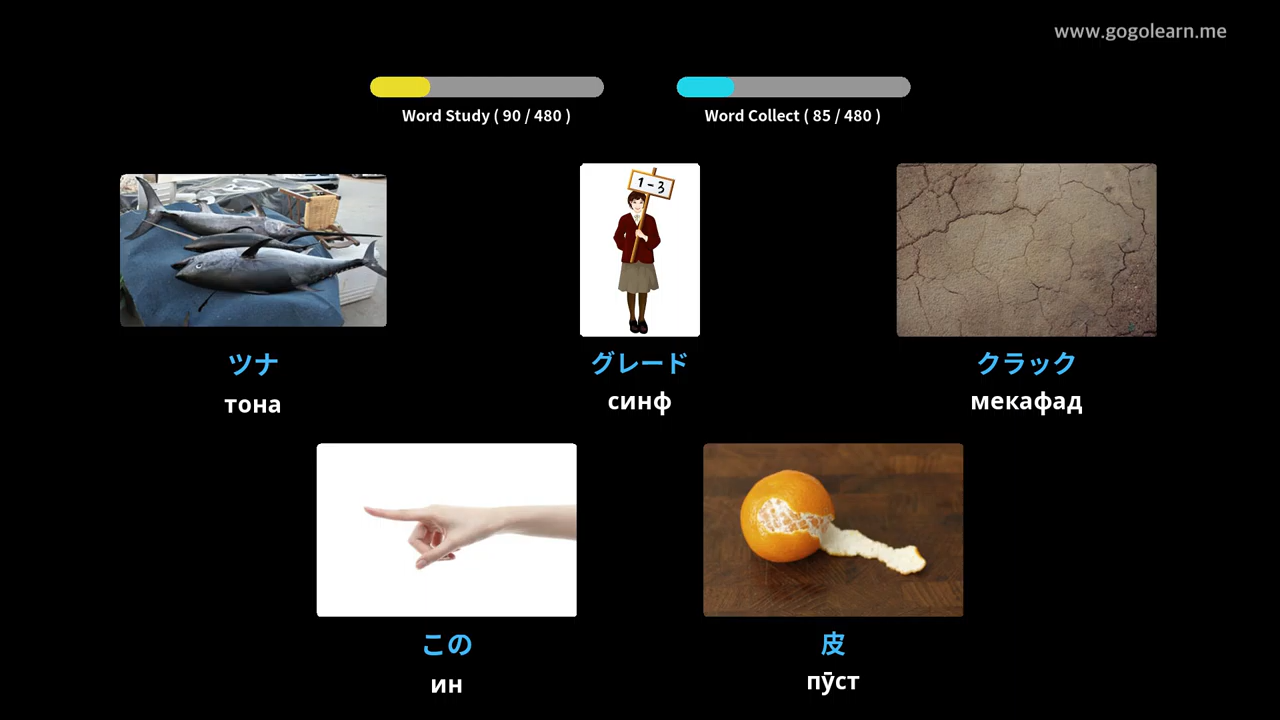 www.gogolearn.me
Word Study ( 90 / 480 )
Word Collect ( 85 / 480 )
1-3
ツナ
тона
グレード
синф
クラック
мекафад
この
ин
皮
пӯст